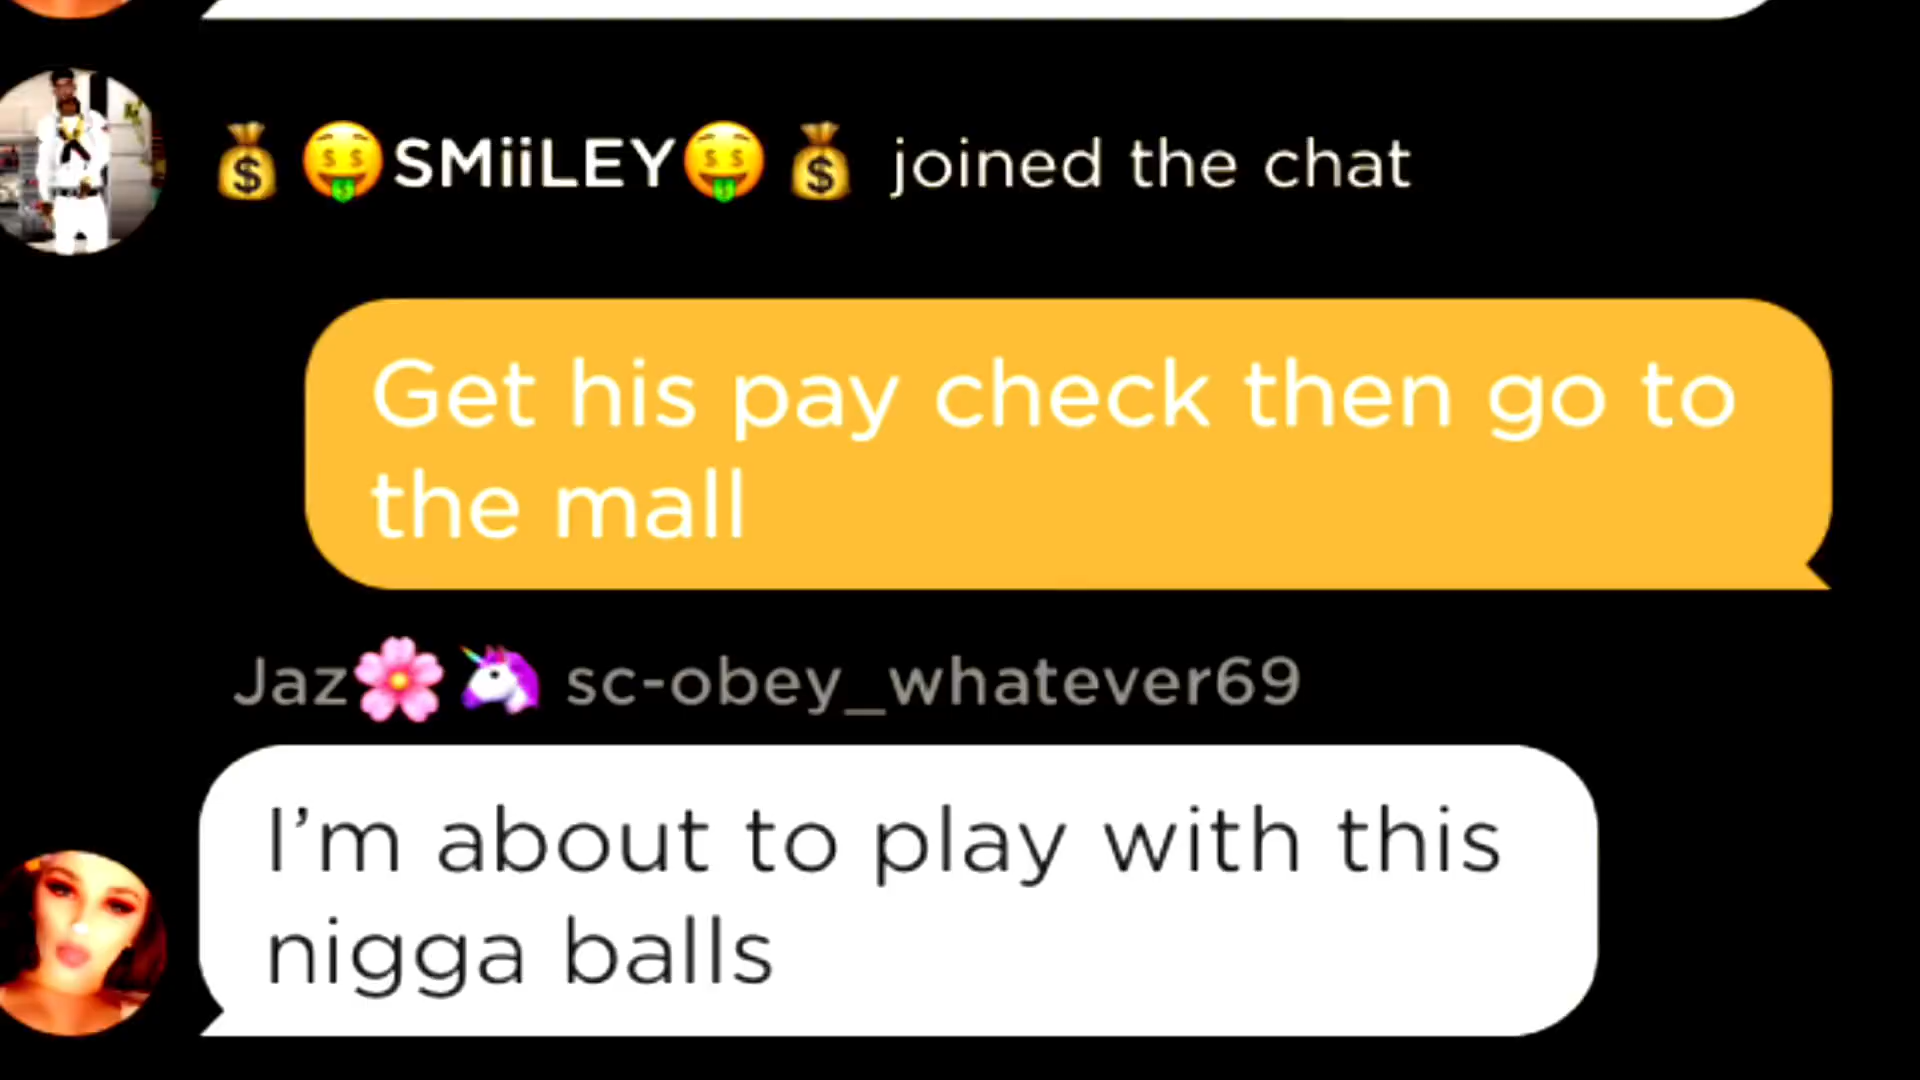 💰🤑SMiiLEY🤑💰 joined the chat
Get his pay check then go to
the mall
Jaz🌸🦄 sc-obey_whatever69
I’m about to play with this
nigga balls